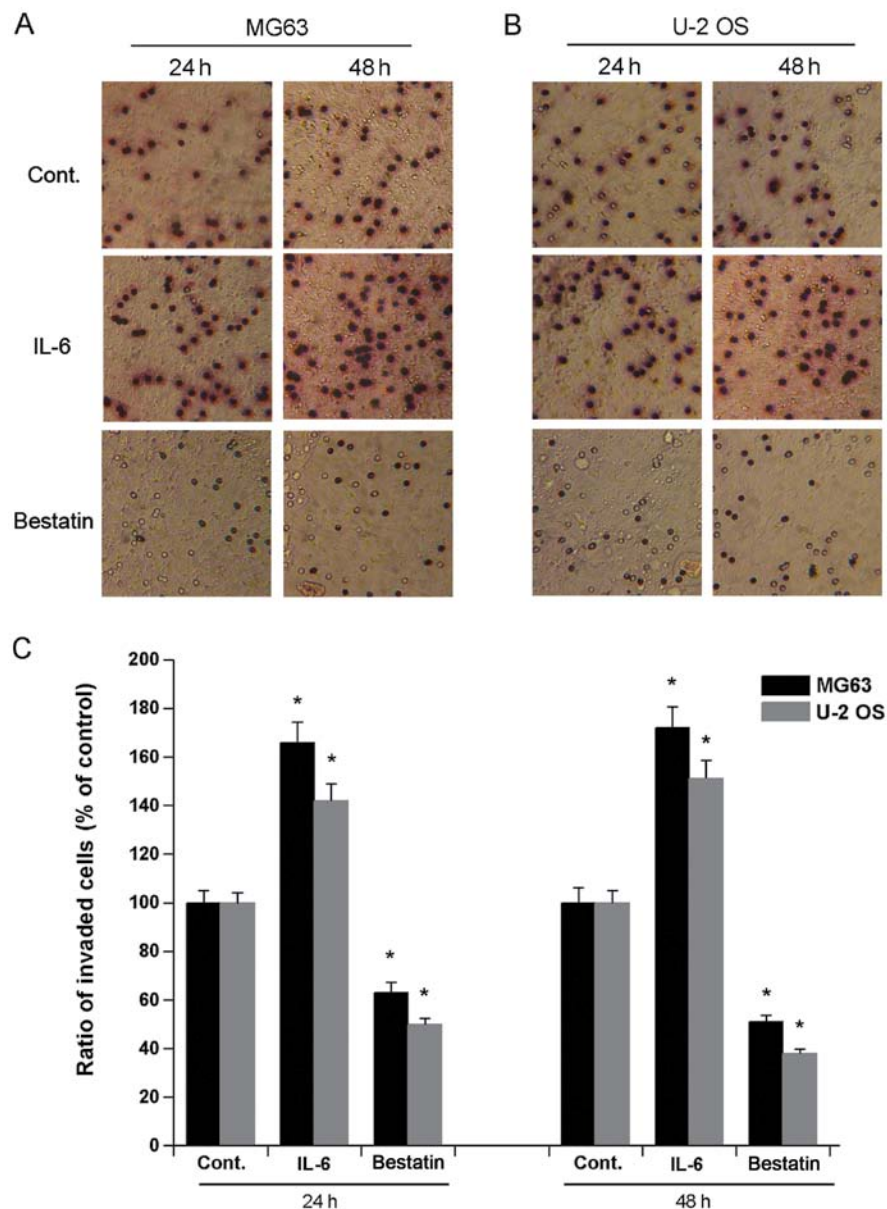 A
MG63
24 h 48 h
B
U-2 OS
24 h 48 h
Cont.
IL-6
Bestatin
C
Ratio of invaded cells (% of control)
200
180
160
140
120
100
80
60
40
20
0
* * * * * * * *
MG63
U-2 OS
Cont. IL-6 Bestatin Cont. IL-6 Bestatin
24 h 48 h